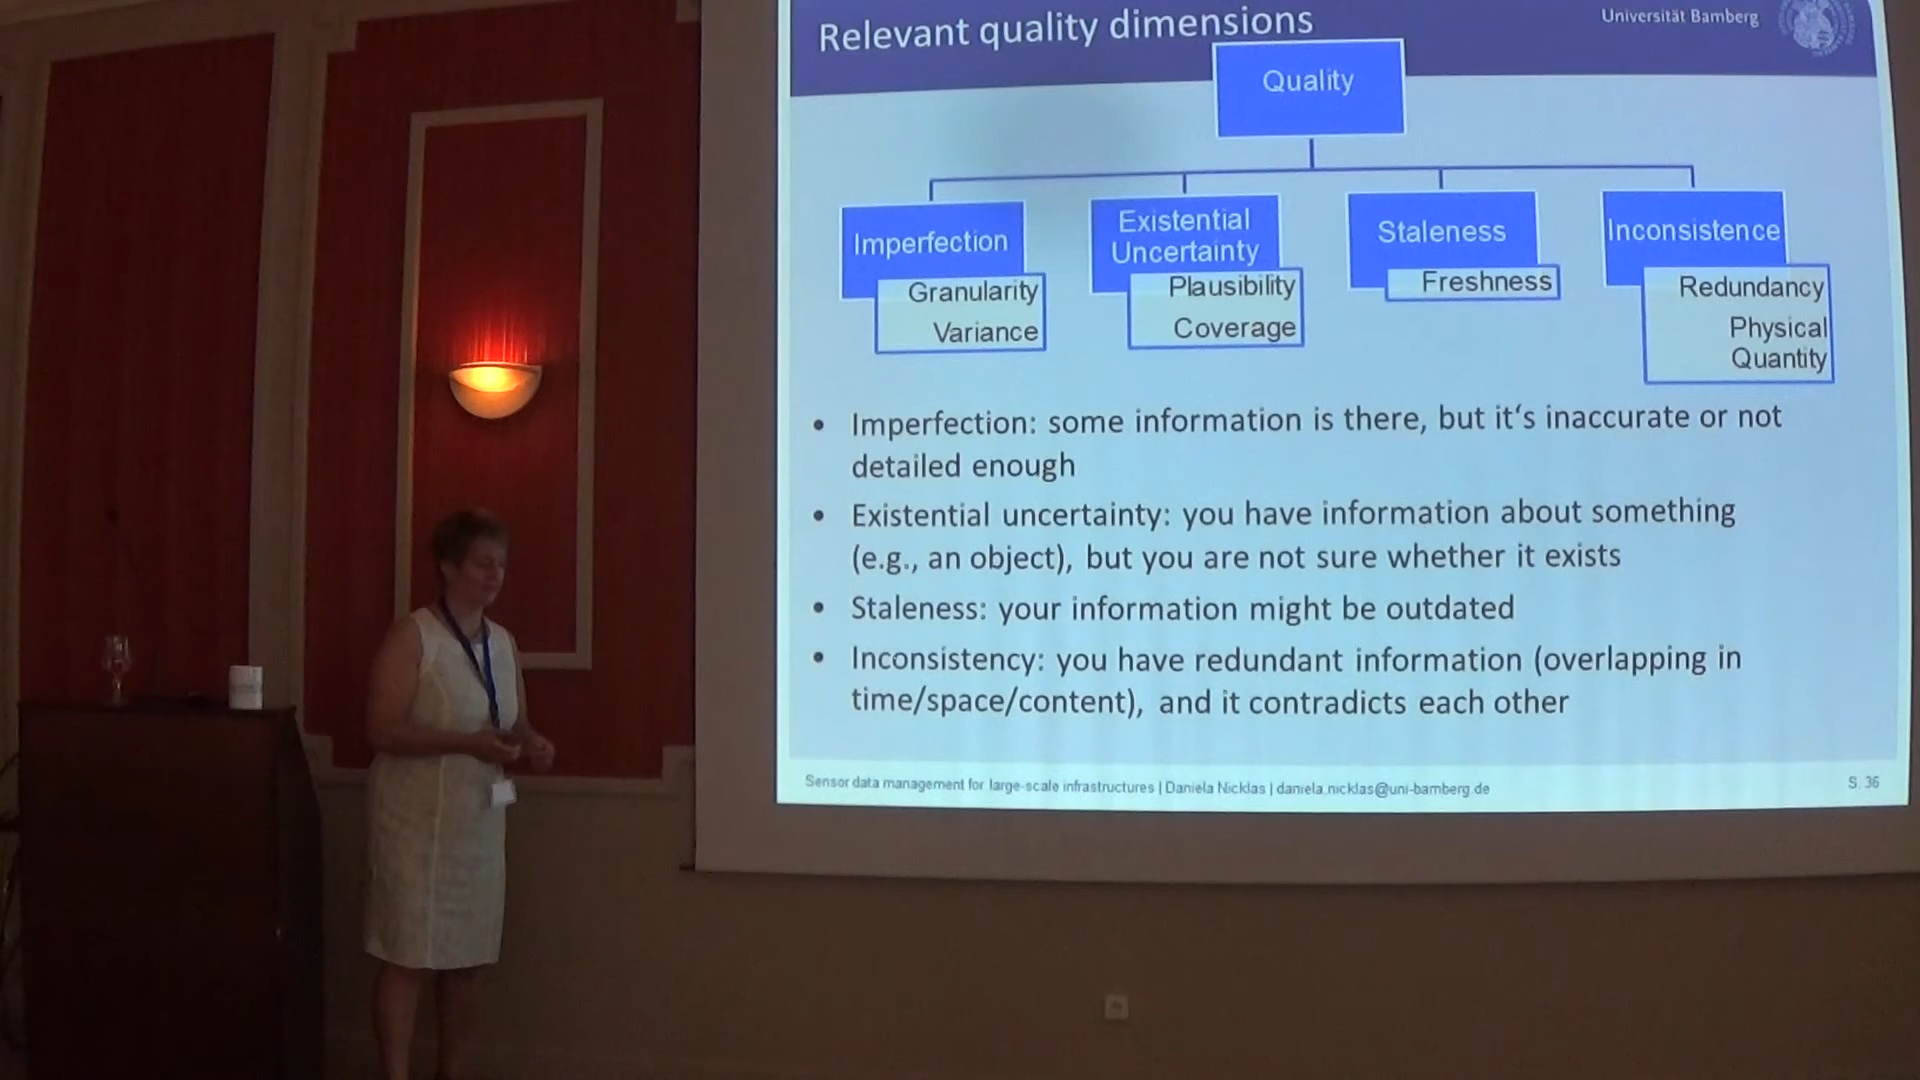 Relevant quality dimensions
Universität Bamberg
Quality
Imperfection
Granularity
Variance
Existential
Uncertainty
Plausibility
Coverage
Staleness
Freshness
Inconsistence
Redundancy
Physical
Quantity
• Imperfection: some information is there, but it‘s inaccurate or not
detailed enough
• Existential uncertainty: you have information about something
(e.g., an object), but you are not sure whether it exists
• Staleness: your information might be outdated
• Inconsistency: you have redundant information (overlapping in
time/space/content), and it contradicts each other
Sensor data management for large-scale infrastructures | Daniela Nicklas | daniela.nicklas@uni-bamberg.de
S. 36